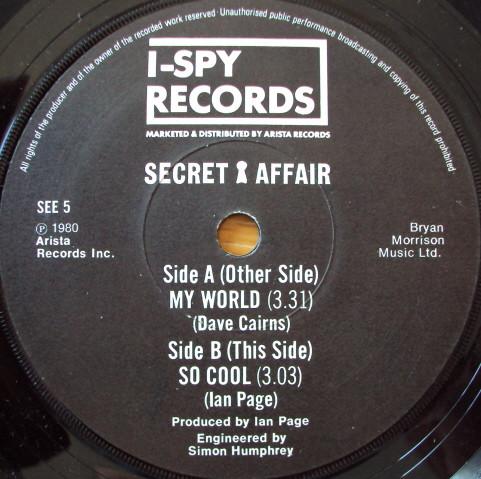 All rights of the producer and of the owner of the recorded work reserved · Unauthorised public performance broadcasting and copying of this record prohibited
I-SPY
RECORDS
MARKETED & DISTRIBUTED BY ARISTA RECORDS
SECRET AFFAIR
SEE 5
℗ 1980
Arista
Records Inc.
Bryan
Morrison
Music Ltd.
Side A (Other Side)
MY WORLD (3.31)
(Dave Cairns)
Side B (This Side)
SO COOL (3.03)
(Ian Page)
Produced by Ian Page
Engineered by
Simon Humphrey